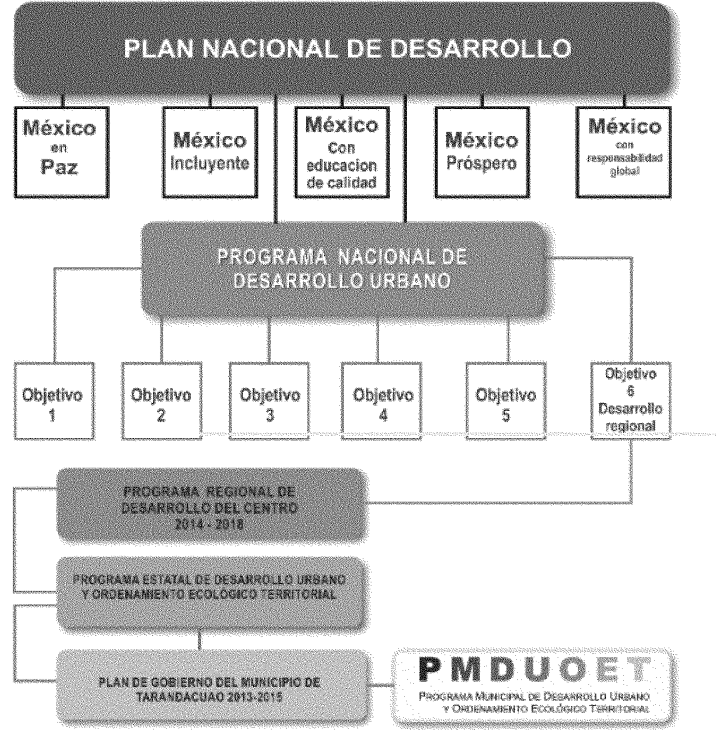 PLAN NACIONAL DE DESARROLLO
México
en
Paz
México
Incluyente
México
Con
educacion
de calidad
México
Próspero
México
con
responsabilidad
global
PROGRAMA NACIONAL DE
DESARROLLO URBANO
Objetivo
1
Objetivo
2
Objetivo
3
Objetivo
4
Objetivo
5
Objetivo
6
Desarrollo
regional
PROGRAMA REGIONAL DE
DESARROLLO DEL CENTRO
2014 - 2018
PROGRAMA ESTATAL DE DESARROLLO URBANO
Y ORDENAMIENTO ECOLÓGICO TERRITORIAL
PLAN DE GOBIERNO DEL MUNICIPIO DE
TARANDACUAO 2013-2015
PMDUOET
PROGRAMA MUNICIPAL DE DESARROLLO URBANO
Y ORDENAMIENTO ECOLÓGICO TERRITORIAL